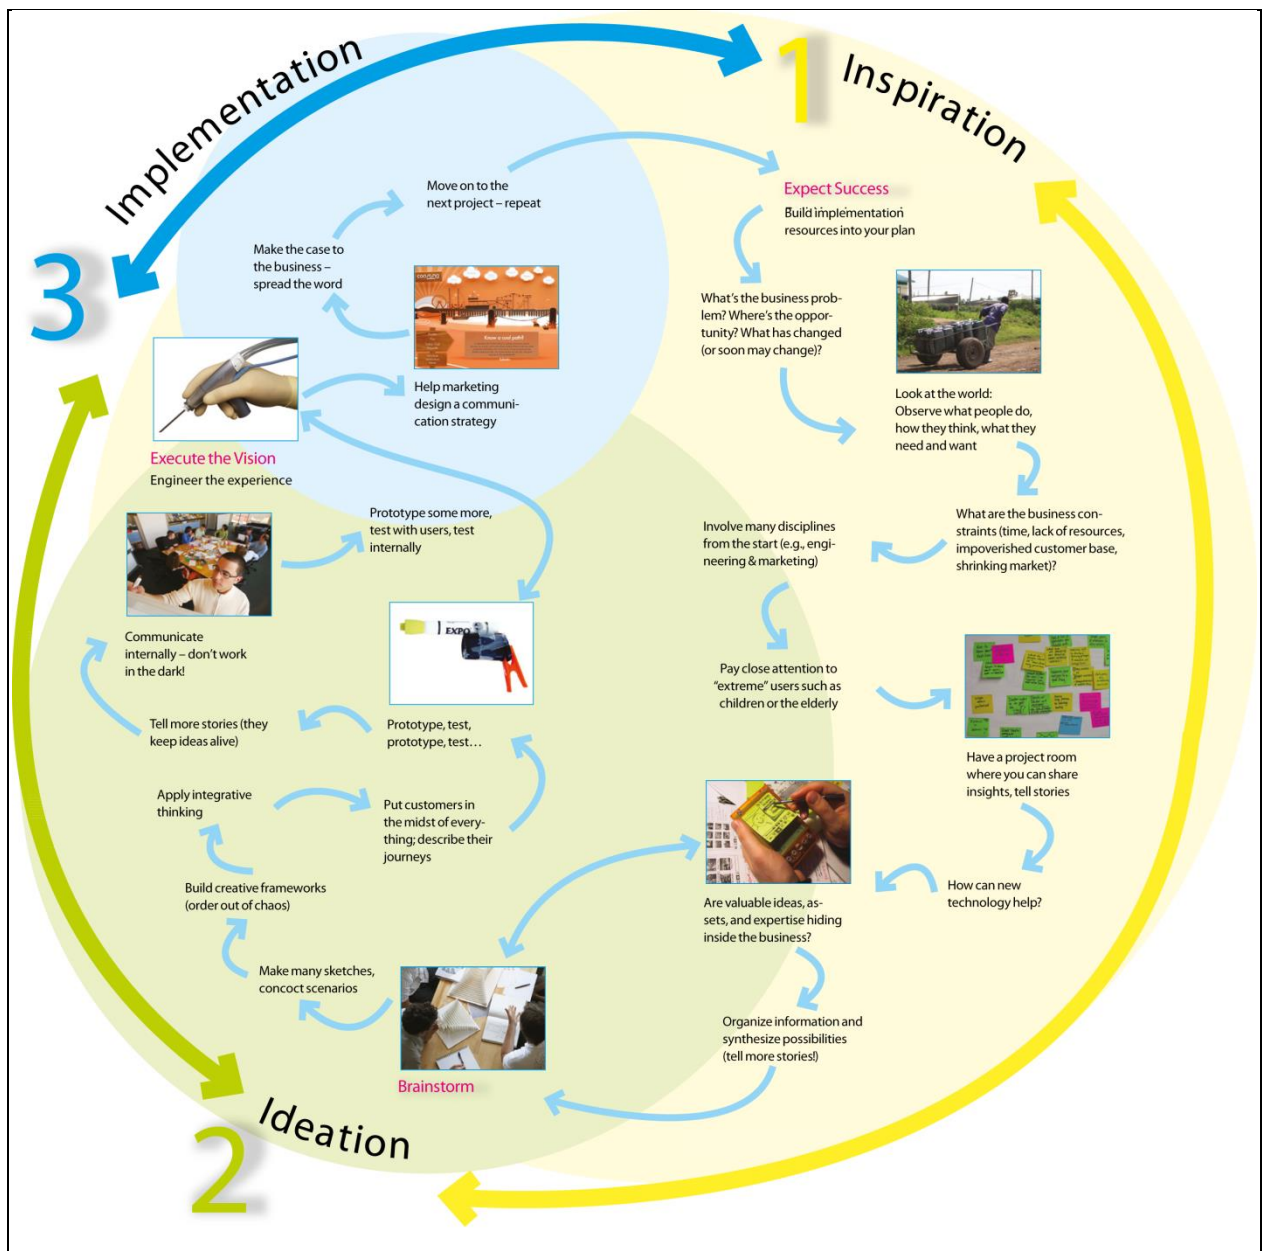 1
Inspiration
Expect Success
Build implementation
resources into your plan
What's the business prob-
lem? Where's the oppor-
tunity? What has changed
(or soon may change)?
Look at the world:
Observe what people do,
how they think, what they
need and want
What are the business con-
straints (time, lack of resources,
impoverished customer base,
shrinking market)?
Involve many disciplines
from the start (e.g., engi-
neering & marketing)
Pay close attention to
"extreme" users such as
children or the elderly
Have a project room
where you can share
insights, tell stories
How can new
technology help?
Are valuable ideas, as-
sets, and expertise hiding
inside the business?
Organize information and
synthesize possibilities
(tell more stories!)
2
Ideation
Brainstorm
Make many sketches,
concoct scenarios
Build creative frameworks
(order out of chaos)
Apply integrative
thinking
Put customers in
the midst of every-
thing; describe their
journeys
EXPO
Prototype, test,
prototype, test…
Tell more stories (they
keep ideas alive)
Communicate
internally – don't work
in the dark!
Prototype some more,
test with users, test
internally
3
Implementation
Execute the Vision
Engineer the experience
Help marketing
design a communi-
cation strategy
Make the case to
the business –
spread the word
Move on to the
next project – repeat